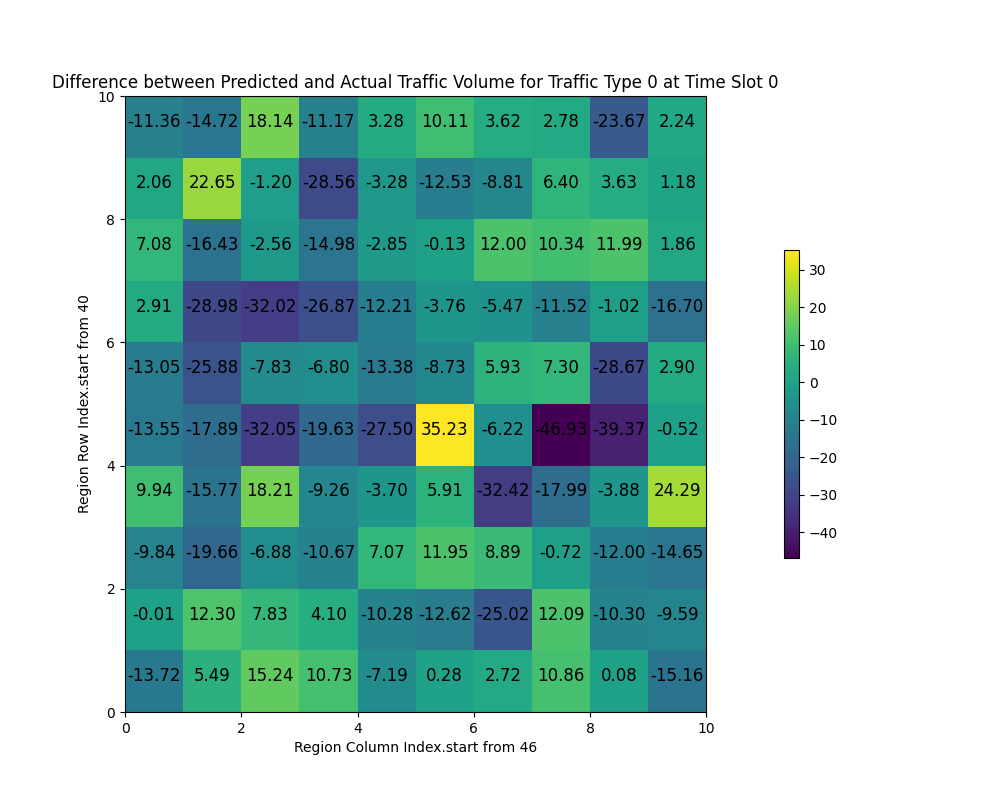 Difference between Predicted and Actual Traffic Volume for Traffic Type 0 at Time Slot 0
10
-11.36 -14.72 18.14 -11.17 3.28 10.11 3.62 2.78 -23.67 2.24
2.06 22.65 -1.20 -28.56 -3.28 -12.53 -8.81 6.40 3.63 1.18
8
7.08 -16.43 -2.56 -14.98 -2.85 -0.13 12.00 10.34 11.99 1.86
2.91 -28.98 -32.02 -26.87 -12.21 -3.76 -5.47 -11.52 -1.02 -16.70
6
-13.05 -25.88 -7.83 -6.80 -13.38 -8.73 5.93 7.30 -28.67 2.90
-13.55 -17.89 -32.05 -19.63 -27.50 35.23 -6.22 -46.93 -39.37 -0.52
4
9.94 -15.77 18.21 -9.26 -3.70 5.91 -32.42 -17.99 -3.88 24.29
-9.84 -19.66 -6.88 -10.67 7.07 11.95 8.89 -0.72 -12.00 -14.65
2
-0.01 12.30 7.83 4.10 -10.28 -12.62 -25.02 12.09 -10.30 -9.59
-13.72 5.49 15.24 10.73 -7.19 0.28 2.72 10.86 0.08 -15.16
0
0 2 4 6 8 10
Region Column Index.start from 46
Region Row Index.start from 40
30
20
10
0
−10
−20
−30
−40